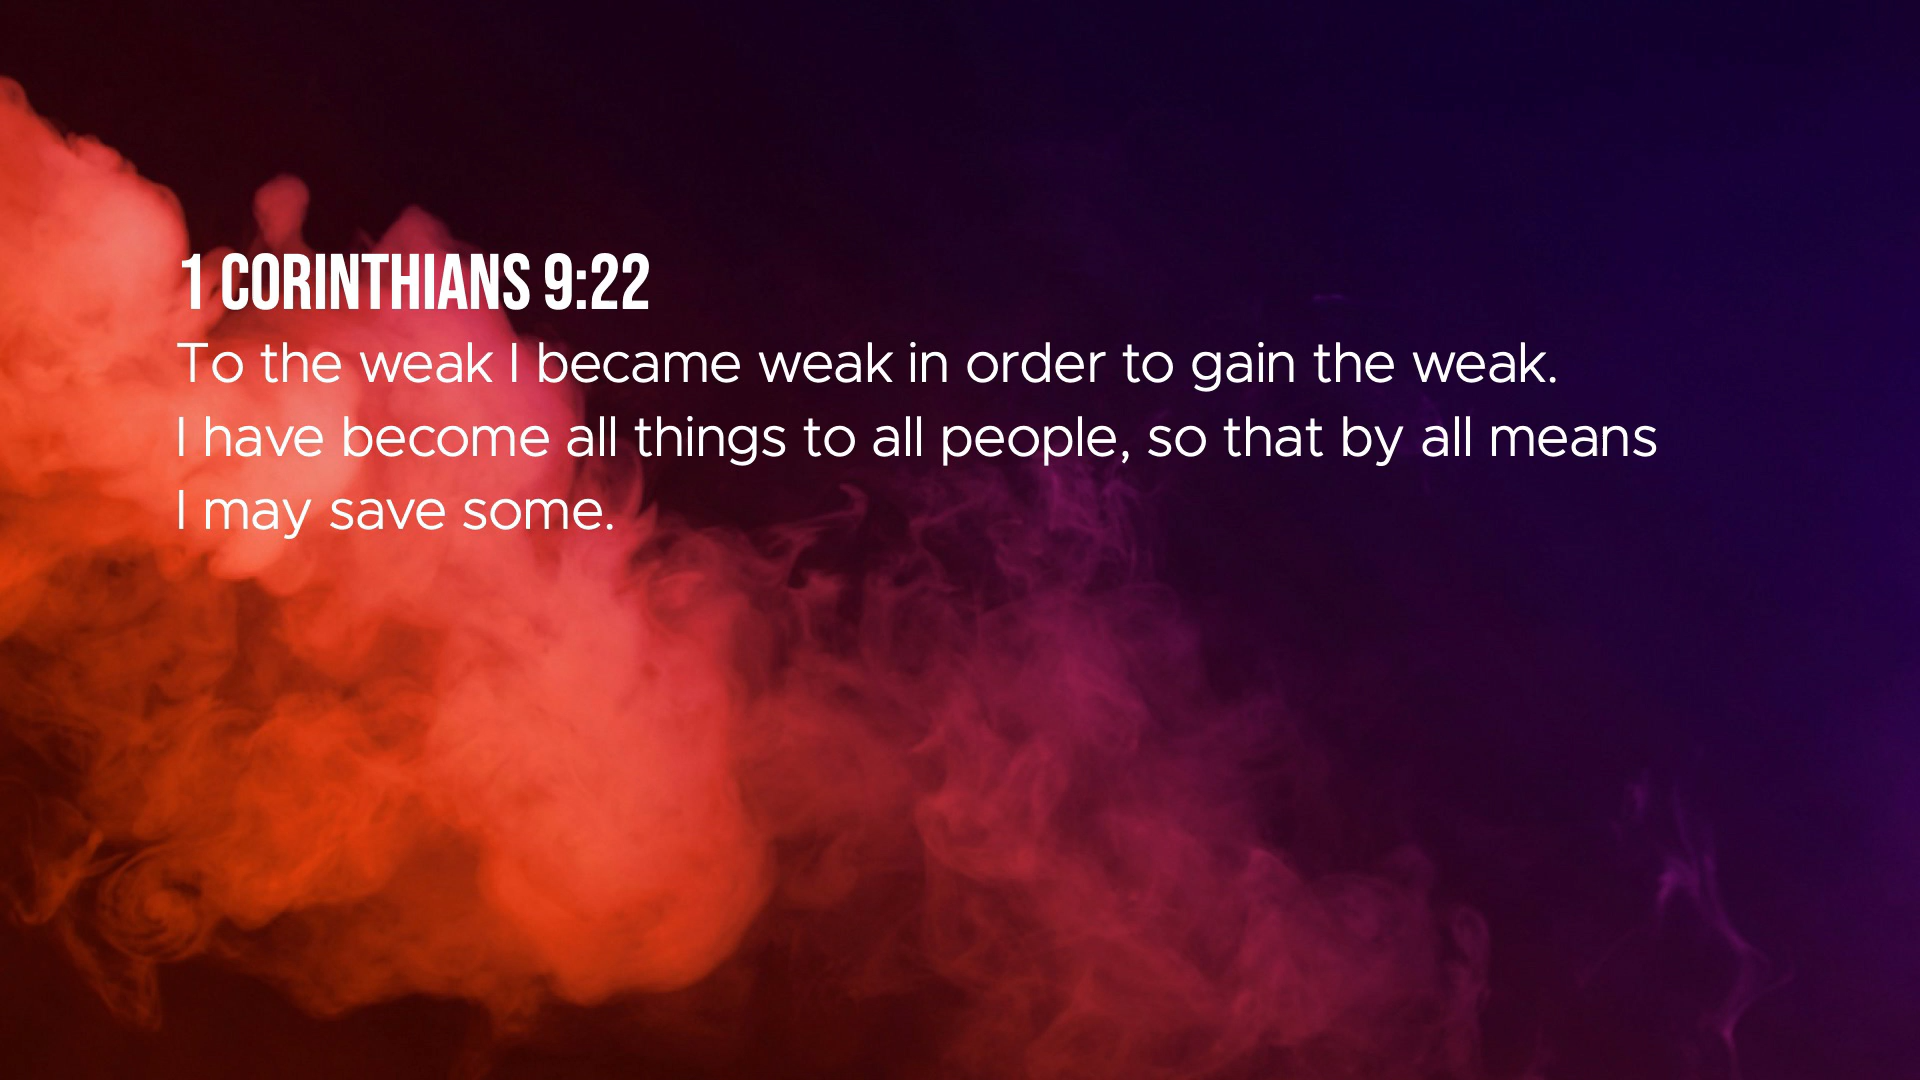 1 CORINTHIANS 9:22
To the weak I became weak in order to gain the weak.
I have become all things to all people, so that by all means
I may save some.